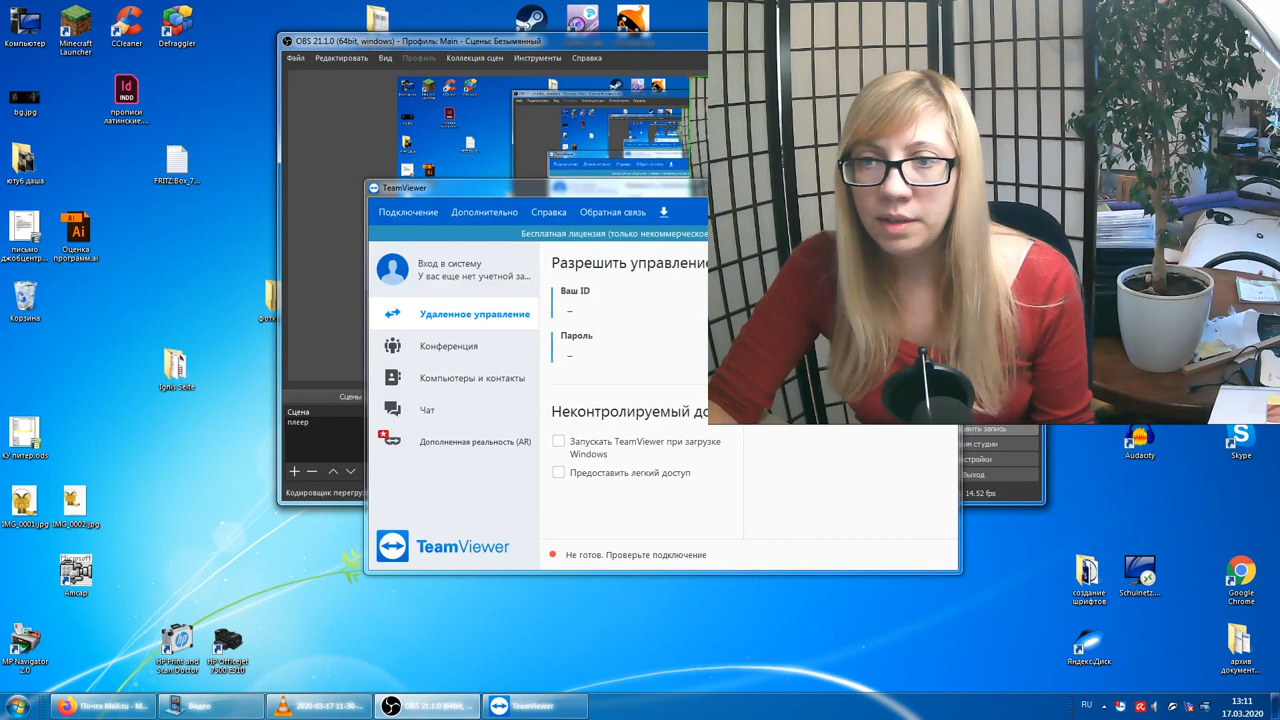 Компьютер
Minecraft
Launcher
CCleaner
Defraggler
bg.jpg
INDD
прописи
латинские....
ютуб даша
FRITZ:Box_7...
письмо
джобцентр...
Оценка
программ.ai
Корзина
Ignis Seite
КУ питер.ods
IMG_0001.jpg
IMG_0002.jpg
Microsoft
Amcap
MP Navigator
2.0
HP Print and
Scan Doctor
HP Officejet
7500 E910
OBS 21.1.0 (64bit, windows) - Профиль: Main - Сцены: Безымянный
Файл
Редактировать
Вид
Профиль
Коллекция сцен
Инструменты
Справка
Сцены
Сцена
плеер
Кодировщик перегру
TeamViewer
Подключение
Дополнительно
Справка
Обратная связь
Бесплатная лицензия (только некоммерческое
Вход в систему
У вас еще нет учетной за...
Удаленное управление
Конференция
Компьютеры и контакты
Чат
Дополненная реальность (AR)
TeamViewer
Разрешить управление
Ваш ID
–
Пароль
–
Неконтролируемый до
Запускать TeamViewer при загрузке
Windows
Предоставить легкий доступ
Не готов. Проверьте подключение
14.52 fps
Audacity
Skype
создание
шрифтов
Schulnetz....
Google
Chrome
Яндекс.Диск
архив
документ...
Почта Mail.ru - M...
Видео
2020-03-17 11-30-...
OBS 21.1.0 (64bit, ...
TeamViewer
RU
13:11
17.03.2020